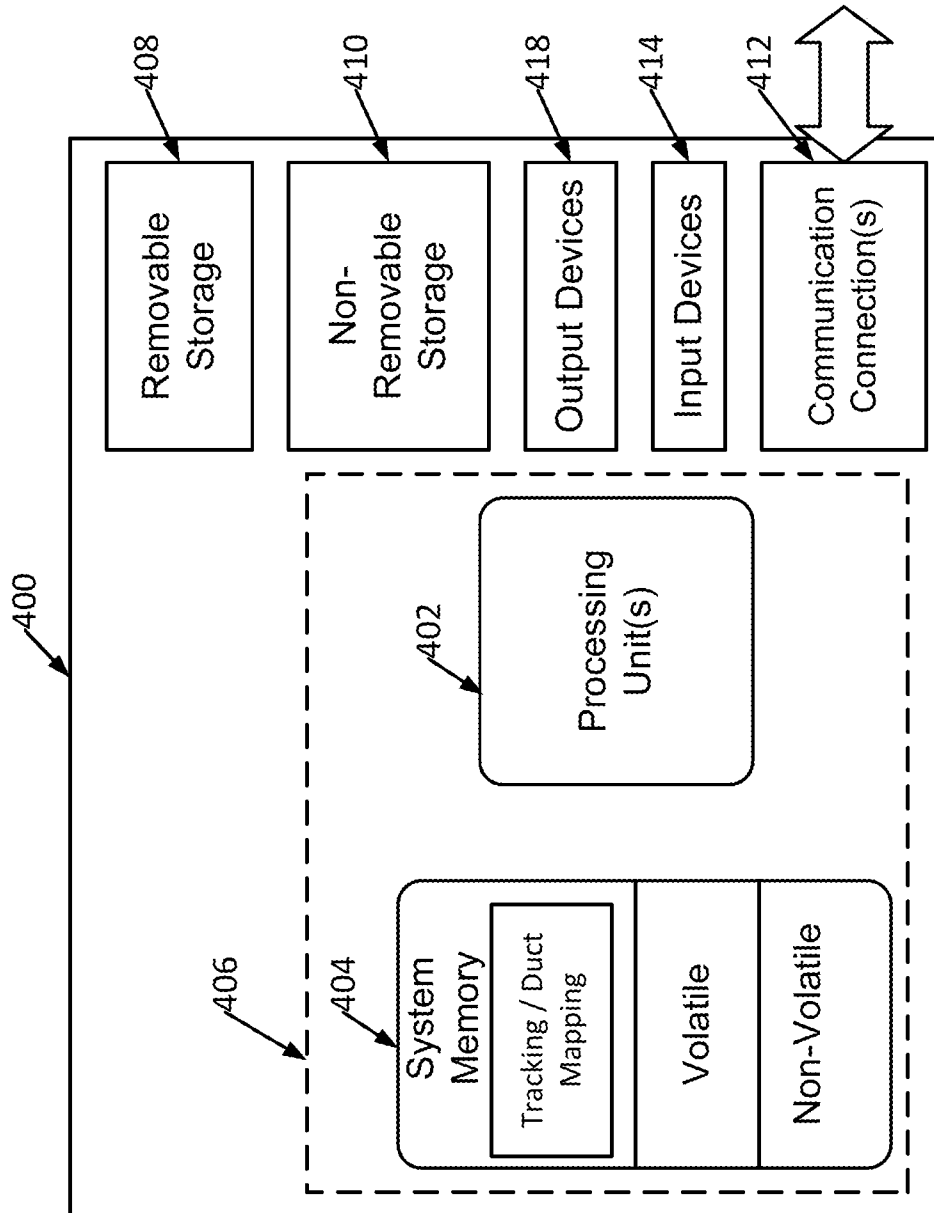 400
406
404
System
Memory
Tracking / Duct
Mapping
Volatile
Non-Volatile
402
Processing
Unit(s)
Removable
Storage
408
Non-
Removable
Storage
410
Output Devices
418
Input Devices
414
Communication
Connection(s)
412